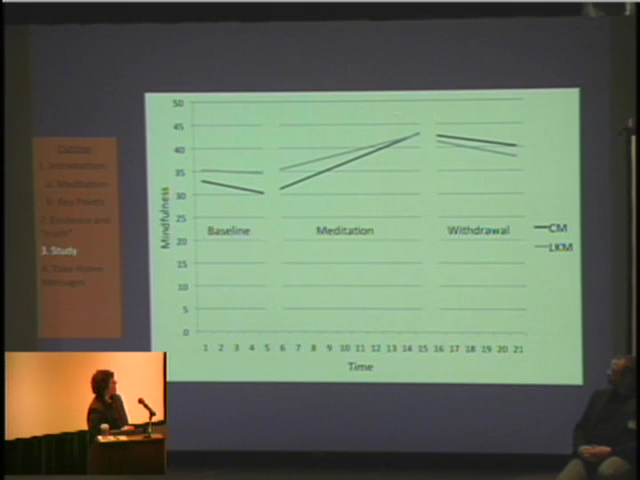 Outline
1. Introduction
a. Meditation
b. Key Points
2. Evidence and
"Truth"
3. Study
4. Take Home
Messages
50
45
40
35
30
25
20
15
10
5
0
Mindfulness
Baseline
Meditation
Withdrawal
CM
LKM
1 2 3 4 5 6 7 8 9 10 11 12 13 14 15 16 17 18 19 20 21
Time